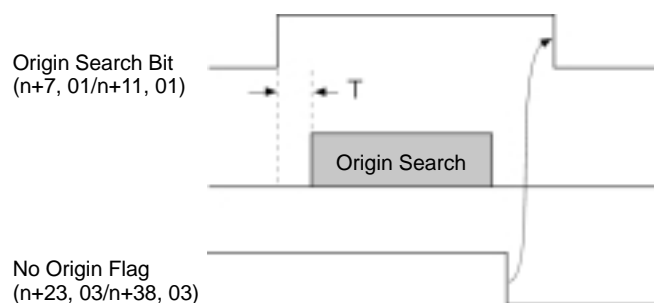 Origin Search Bit
(n+7, 01/n+11, 01)
T
Origin Search
No Origin Flag
(n+23, 03/n+38, 03)